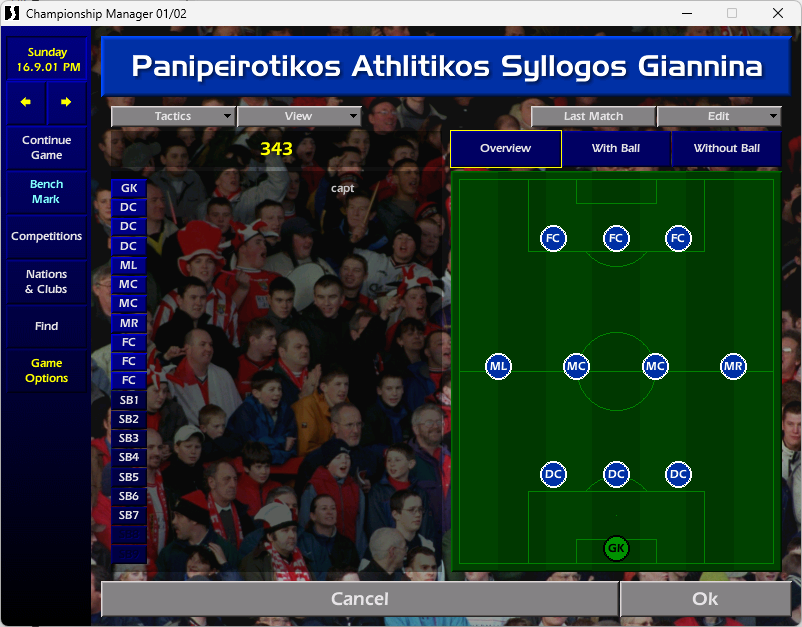 Championship Manager 01/02
Sunday
16.9.01 PM
Panipeirotikos Athlitikos Syllogos Giannina
Continue
Game
Bench
Mark
Competitions
Nations
& Clubs
Find
Game
Options
Tactics
View
Last Match
Edit
343
Overview
With Ball
Without Ball
GK
capt
DC
DC
DC
ML
MC
MC
MR
FC
FC
FC
SB1
SB2
SB3
SB4
SB5
SB6
SB7
FC FC FC
ML MC MC MR
DC DC DC
GK
Cancel
Ok